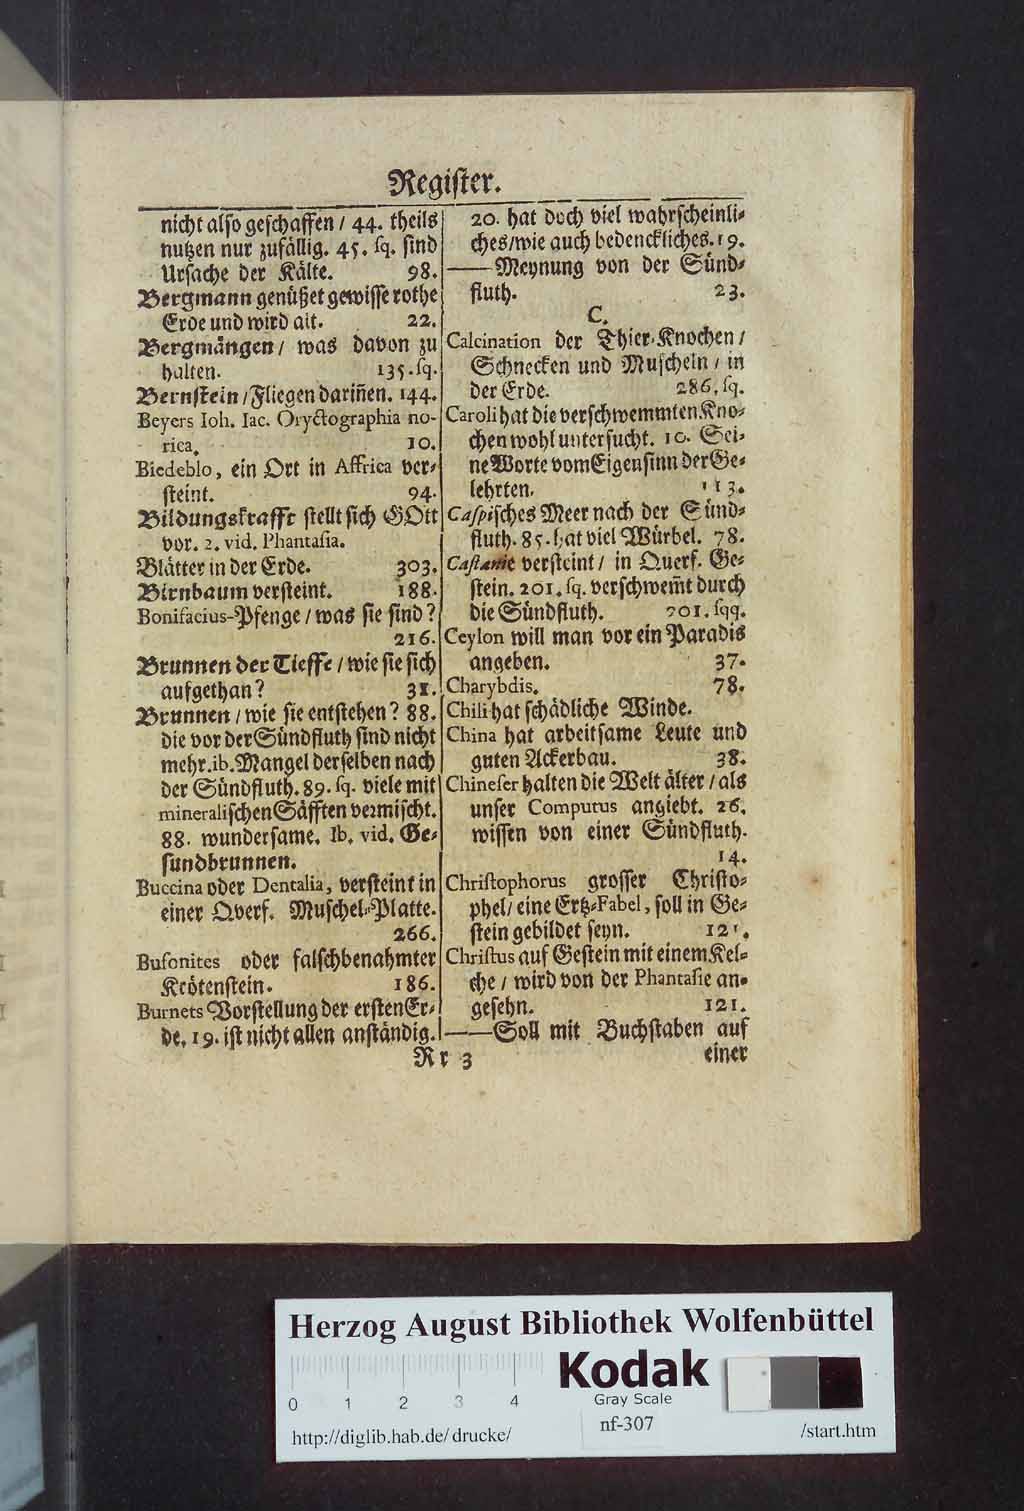 Register.
nicht also geschaffen / 44. theils
nutzen nur zufällig. 45. sq. sind
Ursache der Kälte. 98.
Bergmann genüßet gewisse rothe
Erde und wird alt. 22.
Bergmängen / was davon zu
halten. 135. sq.
Bernstein / Fliegen dariñen. 144.
Beyers Ioh. Iac. Oryctographia no-
rica. 10.
Biedeblo, ein Ort in Affrica ver-
steint. 94.
Bildungskrafft stellt sich GOtt
vor. 2. vid. Phantasia.
Blätter in der Erde. 303.
Birnbaum versteint. 188.
Bonifacius-Pfenge / was sie sind?
216.
Brunnen der Tieffe / wie sie sich
aufgethan? 31.
Brunnen / wie sie entstehen? 88.
die vor der Sündfluth sind nicht
mehr. ib. Mangel derselben nach
der Sündfluth. 89. sq. viele mit
mineralischen Säfften vermischt.
88. wundersame. Ib. vid. Ge-
sundbrunnen.
Buccina oder Dentalia, versteint in
einer Qverf. Muschel-Platte.
266.
Bufonites oder falschbenahmter
Krötenstein. 186.
Burnets Vorstellung der ersten Er-
de. 19. ist nicht allen anständig.
20. hat doch viel wahrscheinli-
ches / wie auch bedenckliches. 19.
—— Meynung von der Sünd-
fluth. 23.
C.
Calcination der Thier-Knochen /
Schnecken und Muscheln / in
der Erde. 286. sq.
Caroli hat die verschwemmten Kno-
chen wohl untersucht. 10. Sei-
ne Worte vom Eigensinn der Ge-
lehrten. 113.
Caspisches Meer nach der Sünd-
fluth. 85. hat viel Würbel. 78.
Castanie versteint / in Querf. Ge-
stein. 201. sq. verschwem̃t durch
die Sündfluth. 201. sqq.
Ceylon will man vor ein Paradis
angeben. 37.
Charybdis. 78.
Chili hat schädliche Winde.
China hat arbeitsame Leute und
guten Ackerbau. 38.
Chineser halten die Welt älter / als
unser Computus angiebt. 26.
wissen von einer Sündfluth.
14.
Christophorus grosser Christo-
phel / eine Ertz-Fabel, soll in Ge-
stein gebildet seyn. 121.
Christus auf Gestein mit einem Kel-
che / wird von der Phantasie an-
gesehn. 121.
—— Soll mit Buchstaben auf
Rr 3 einer
Herzog August Bibliothek Wolfenbüttel
Kodak
Gray Scale
0 1 2 3 4
nf-307
http://diglib.hab.de/drucke/ /start.htm